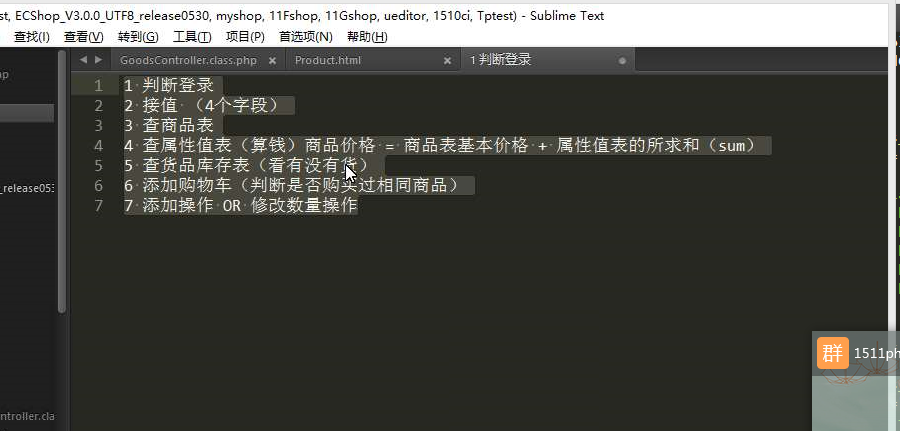 st, ECShop_V3.0.0_UTF8_release0530, myshop, 11Fshop, 11Gshop, ueditor, 1510ci, Tptest) - Sublime Text
查找(I) 查看(V) 转到(G) 工具(T) 项目(P) 首选项(N) 帮助(H)
GoodsController.class.php × Product.html × 1 判断登录
1 1 判断登录
2 2 接值 （4个字段）
3 3 查商品表
4 4 查属性值表（算钱）商品价格 = 商品表基本价格 + 属性值表的所求和（sum）
5 5 查货品库存表（看有没有货）
6 6 添加购物车（判断是否购买过相同商品）
7 7 添加操作 OR 修改数量操作
_release053
群 1511ph
ntroller.cla